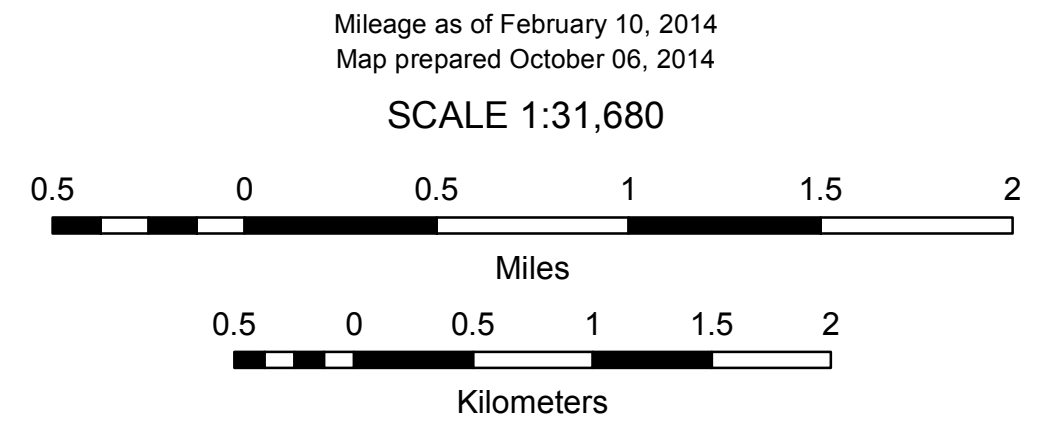 Mileage as of February 10, 2014
Map prepared October 06, 2014
SCALE 1:31,680
0.5 0 0.5 1 1.5 2
Miles
0.5 0 0.5 1 1.5 2
Kilometers